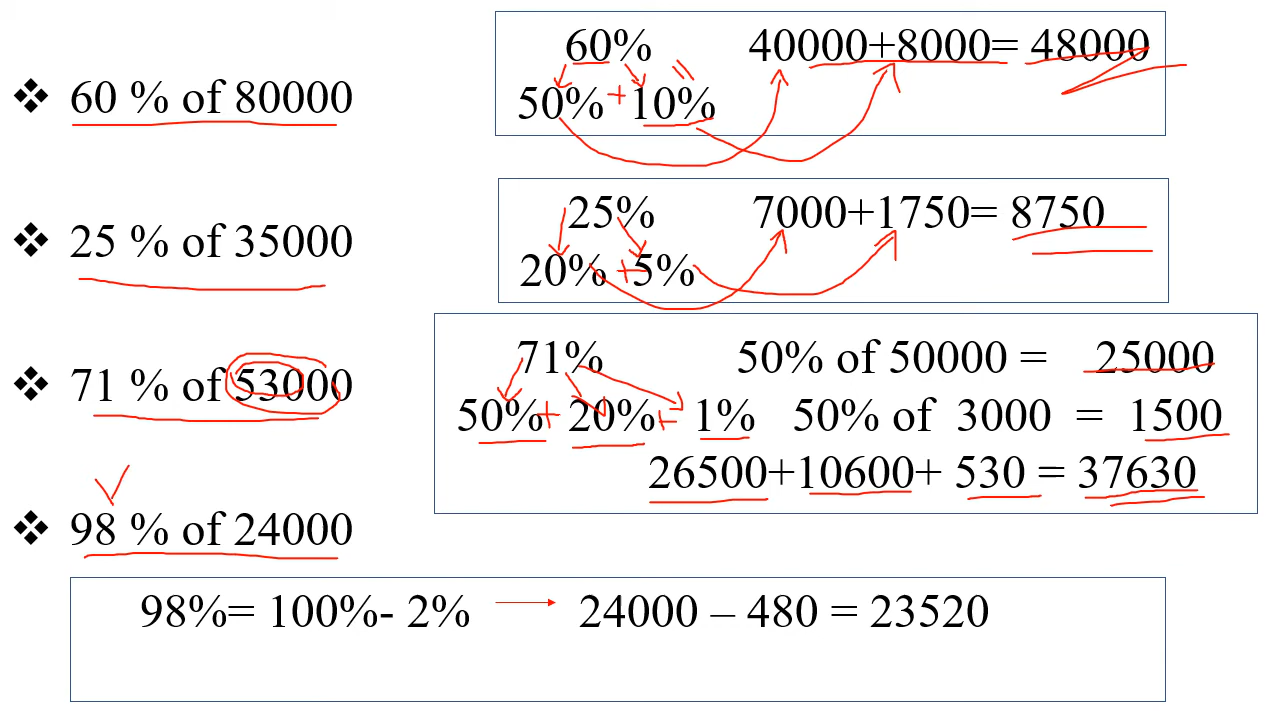 ❖ 60 % of 80000
60% 40000+8000= 48000
50% + 10%
❖ 25 % of 35000
25% 7000+1750= 8750
20% + 5%
❖ 71 % of 53000
71% 50% of 50000 = 25000
50% + 20% + 1% 50% of 3000 = 1500
26500+10600+ 530 = 37630
❖ 98 % of 24000
98%= 100%- 2% → 24000 – 480 = 23520